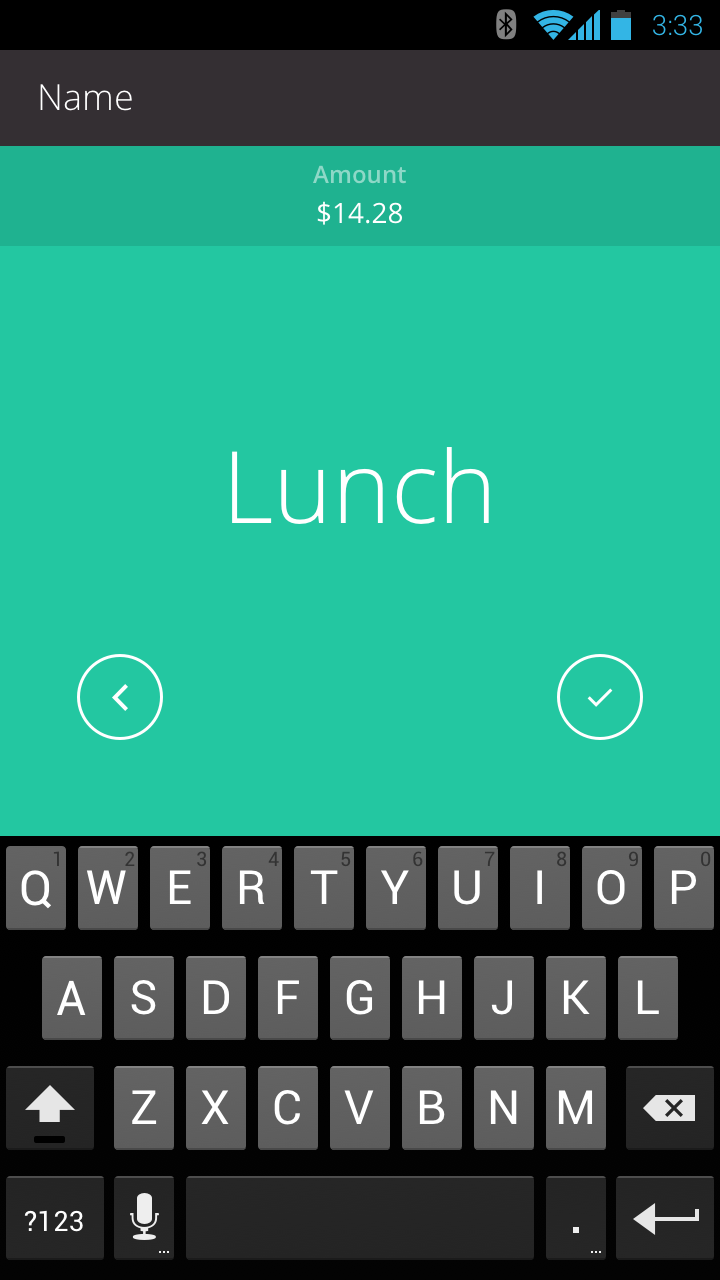 3:33
Name
Amount
$14.28
Lunch
1 2 3 4 5 6 7 8 9 0
Q W E R T Y U I O P
A S D F G H J K L
Z X C V B N M
?123 . ... ...